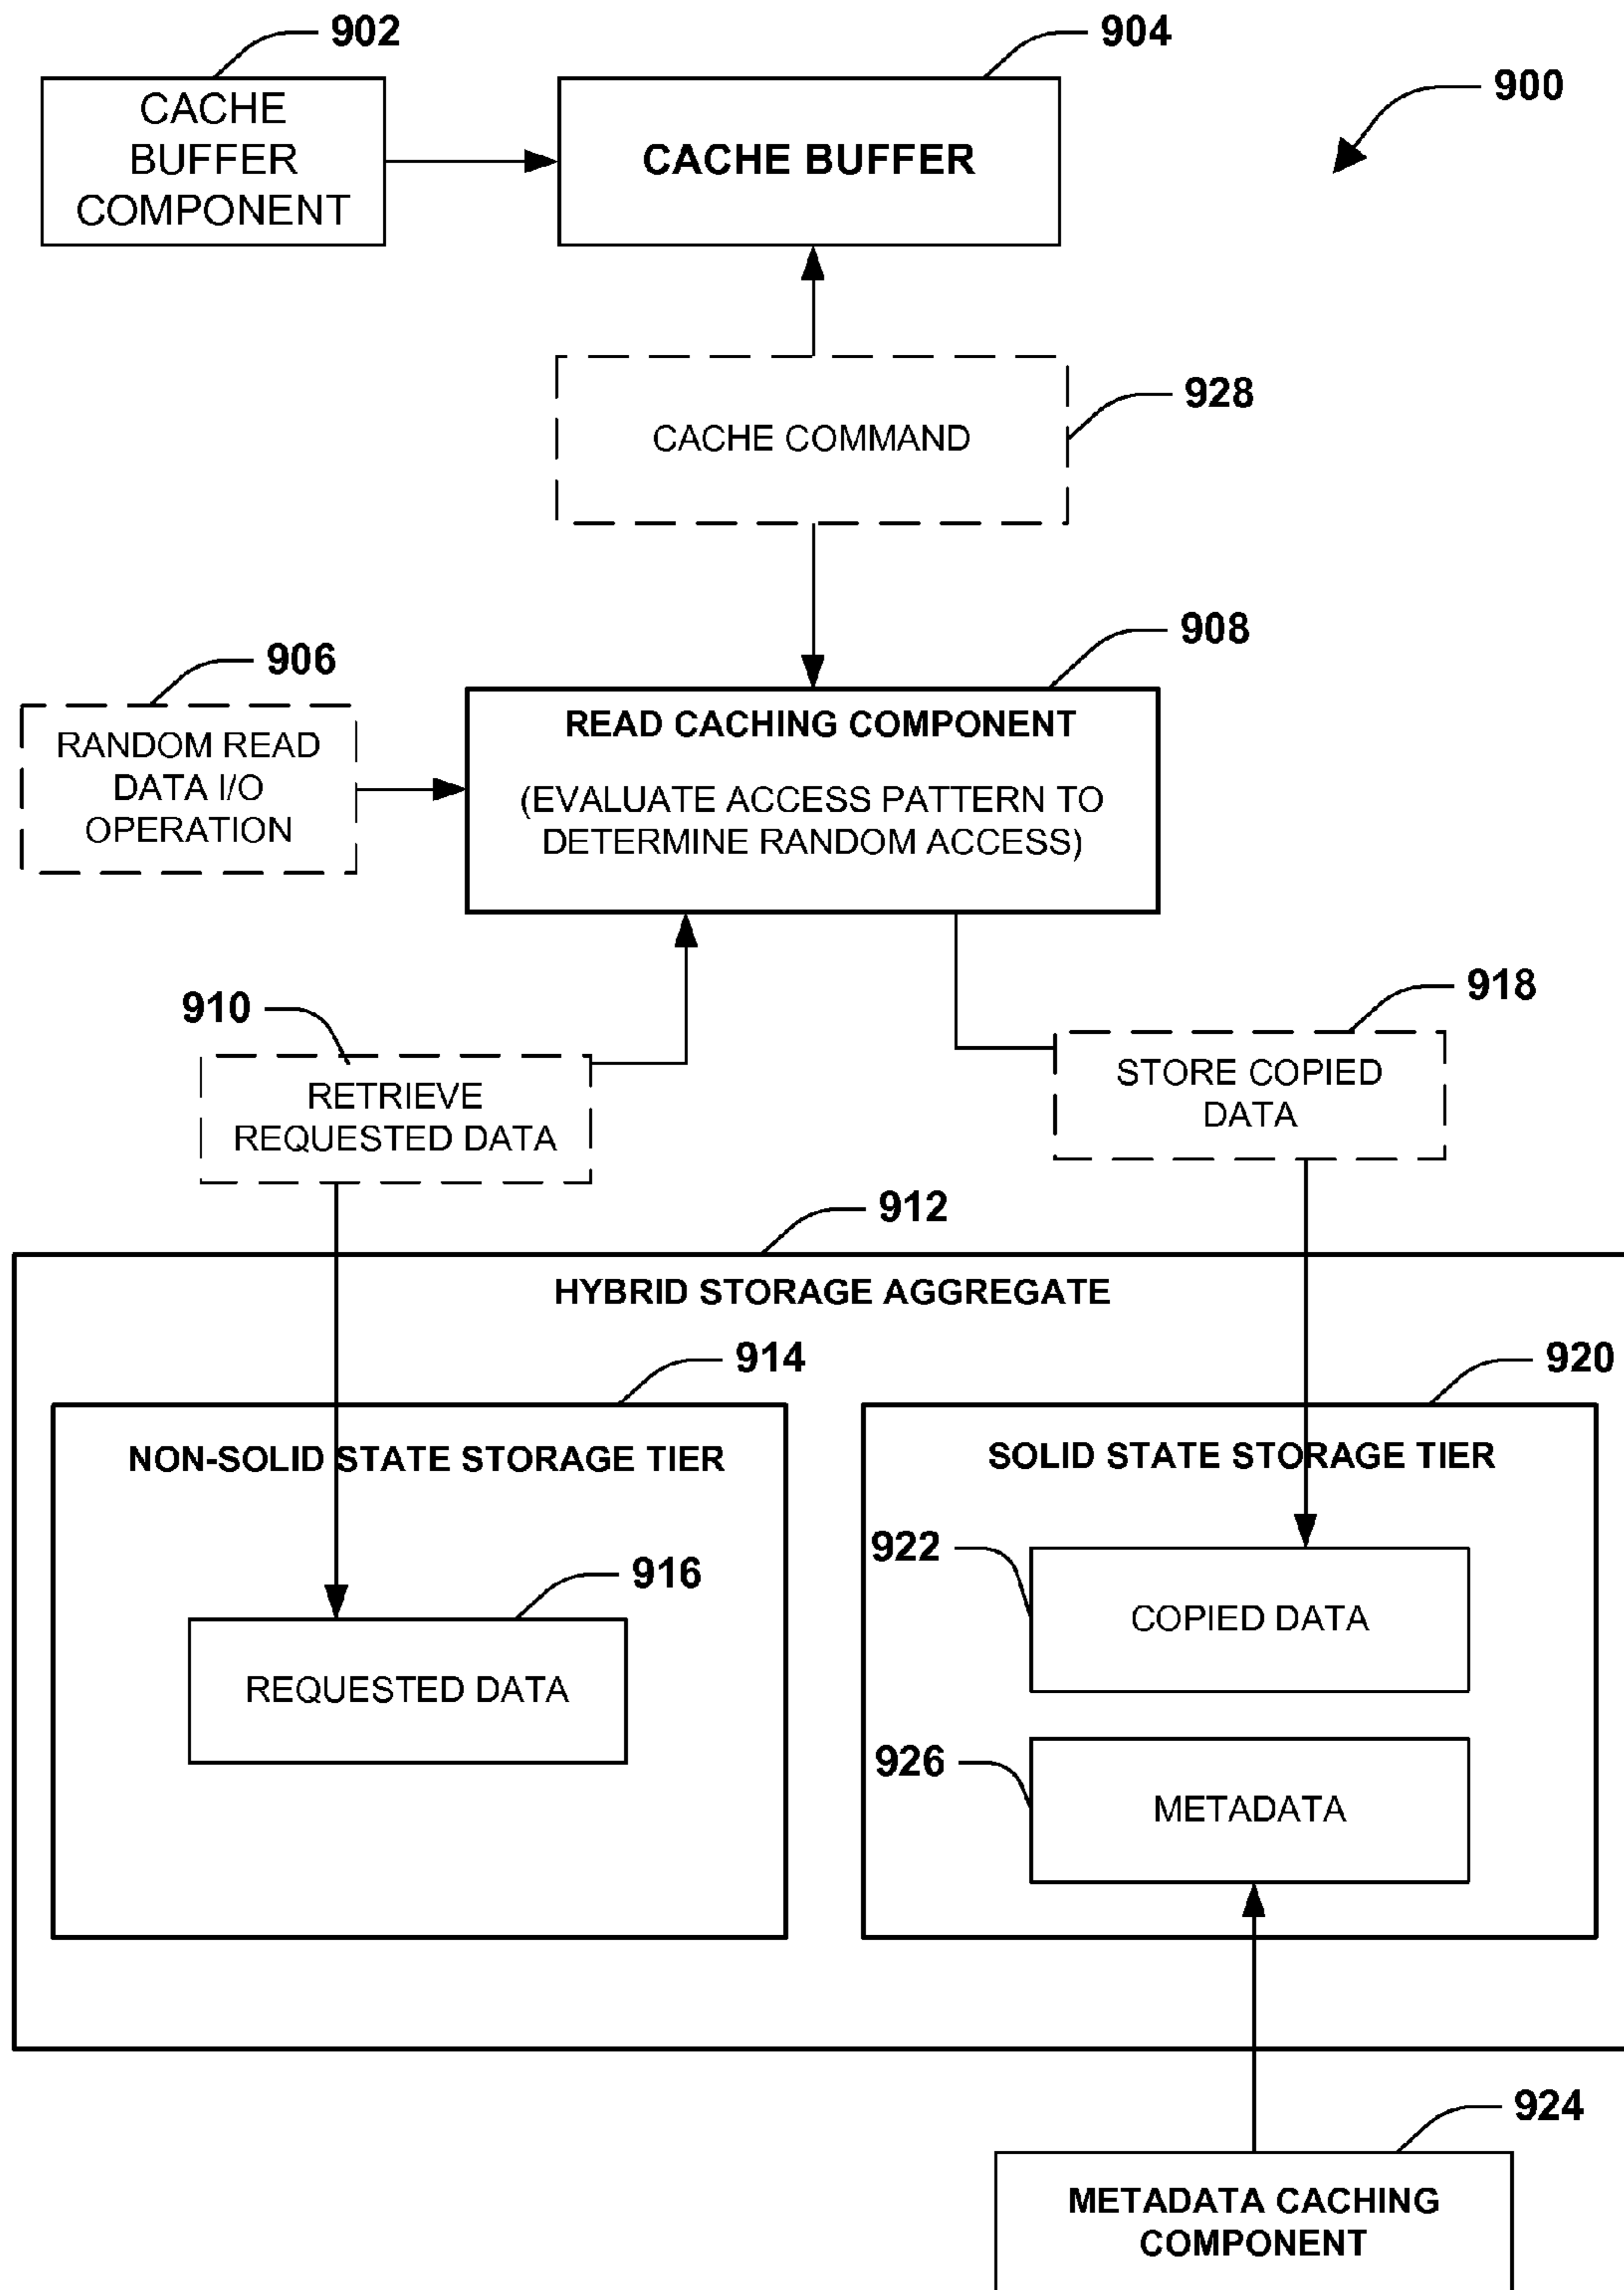 902
904
900
CACHE
BUFFER
COMPONENT
CACHE BUFFER
928
CACHE COMMAND
908
906
READ CACHING COMPONENT
(EVALUATE ACCESS PATTERN TO
DETERMINE RANDOM ACCESS)
RANDOM READ
DATA I/O
OPERATION
918
910
STORE COPIED
DATA
RETRIEVE
REQUESTED DATA
912
HYBRID STORAGE AGGREGATE
914
920
NON-SOLID STATE STORAGE TIER
SOLID STATE STORAGE TIER
922
COPIED DATA
916
REQUESTED DATA
926
METADATA
924
METADATA CACHING
COMPONENT